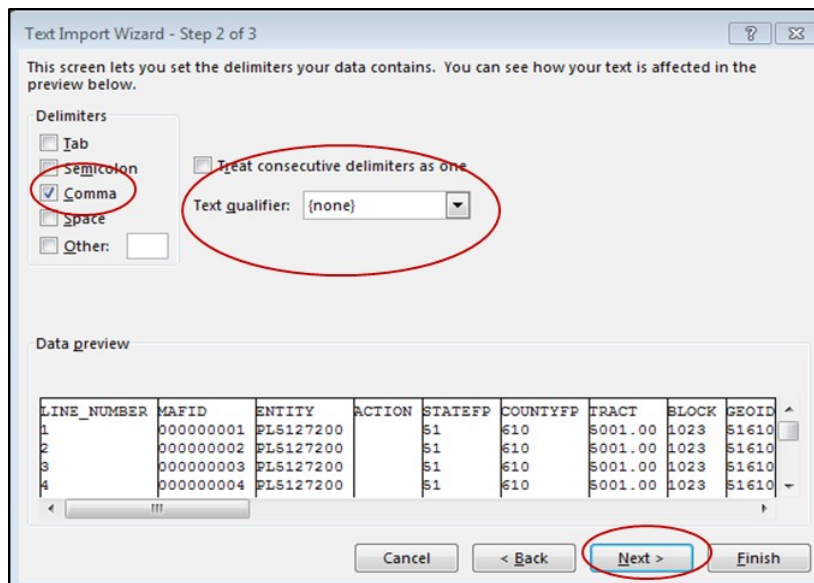 Text Import Wizard - Step 2 of 3
This screen lets you set the delimiters your data contains. You can see how your text is affected in the
preview below.
Delimiters
Tab
Semicolon
Comma
Space
Other:
Treat consecutive delimiters as one
Text qualifier: {none}
Data preview
LINE_NUMBER MAFID ENTITY ACTION STATEFP COUNTYFP TRACT BLOCK GEOID
1 000000001 PL5127200 51 610 5001.00 1023 51610
2 000000002 PL5127200 51 610 5001.00 1023 51610
3 000000003 PL5127200 51 610 5001.00 1023 51610
4 000000004 PL5127200 51 610 5001.00 1023 51610
Cancel < Back Next > Finish